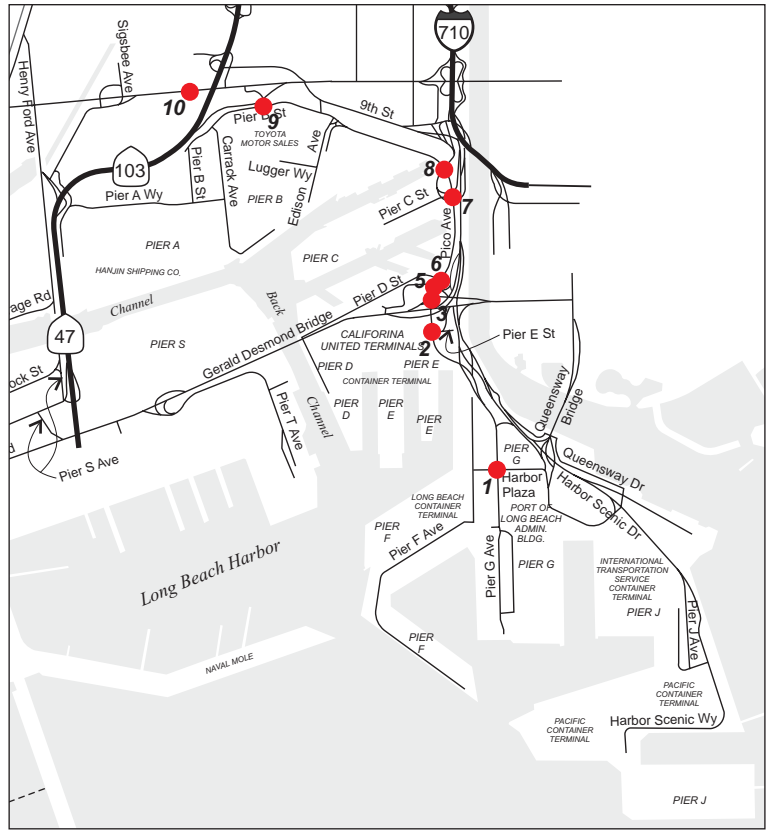 710
Sigsbee Ave
Henry Ford Ave
10
9th St
Pier B St
9
TOYOTA
MOTOR SALES
Ave
Edison
103
Pier B St
Carrack Ave
Lugger Wy
8
Pier A Wy
PIER B
Pier C St
7
Pico Ave
PIER A
PIER C
HANJIN SHIPPING CO.
6
5
Pier D St
age Rd
Channel
Back
Channel
3
47
PIER S
Gerald Desmond Bridge
CALIFORINA
UNITED TERMINALS
2
Pier E St
ock St
PIER D
PIER E
CONTAINER TERMINAL
Queensway
Bridge
PIER
D
PIER
E
PIER
E
Pier T Ave
d
Pier S Ave
PIER
G
Queensway Dr
1
Harbor
Plaza
Harbor Scenic Dr
LONG BEACH
CONTAINER
TERMINAL
PORT OF
LONG BEACH
ADMIN.
BLDG.
PIER
F
Pier F Ave
Pier G Ave
PIER G
Long Beach Harbor
INTERNATIONAL
TRANSPORTATION
SERVICE
CONTAINER
TERMINAL
PIER J
Pier J Ave
PIER
F
NAVAL MOLE
PACIFIC
CONTAINER
TERMINAL
PACIFIC
CONTAINER
TERMINAL
Harbor Scenic Wy
PIER J